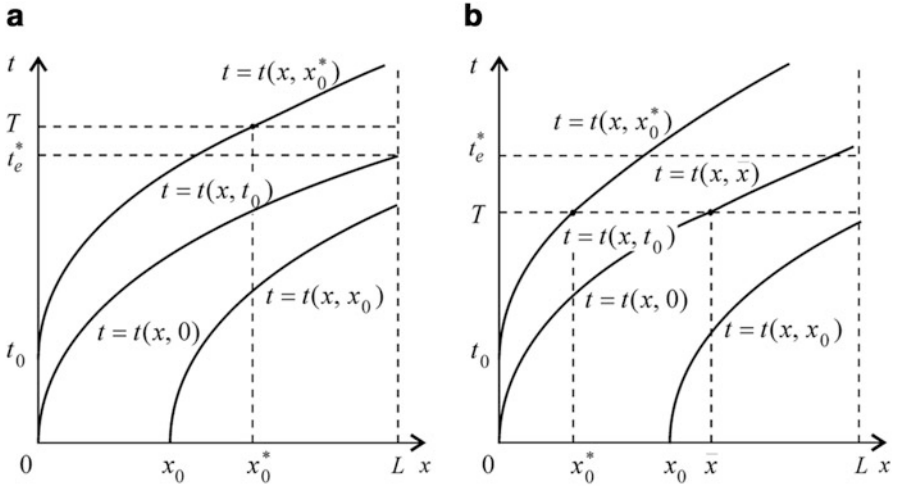 a
t
t = t(x, x₀*)
T
tₑ*
t = t(x, t₀)
t = t(x, x₀)
t = t(x, 0)
t₀
0
x₀
x₀*
L
x
b
t
t = t(x, x₀*)
tₑ*
t = t(x, x̄)
T
t = t(x, t₀)
t = t(x, 0)
t = t(x, x₀)
t₀
0
x₀*
x₀
x̄
L
x